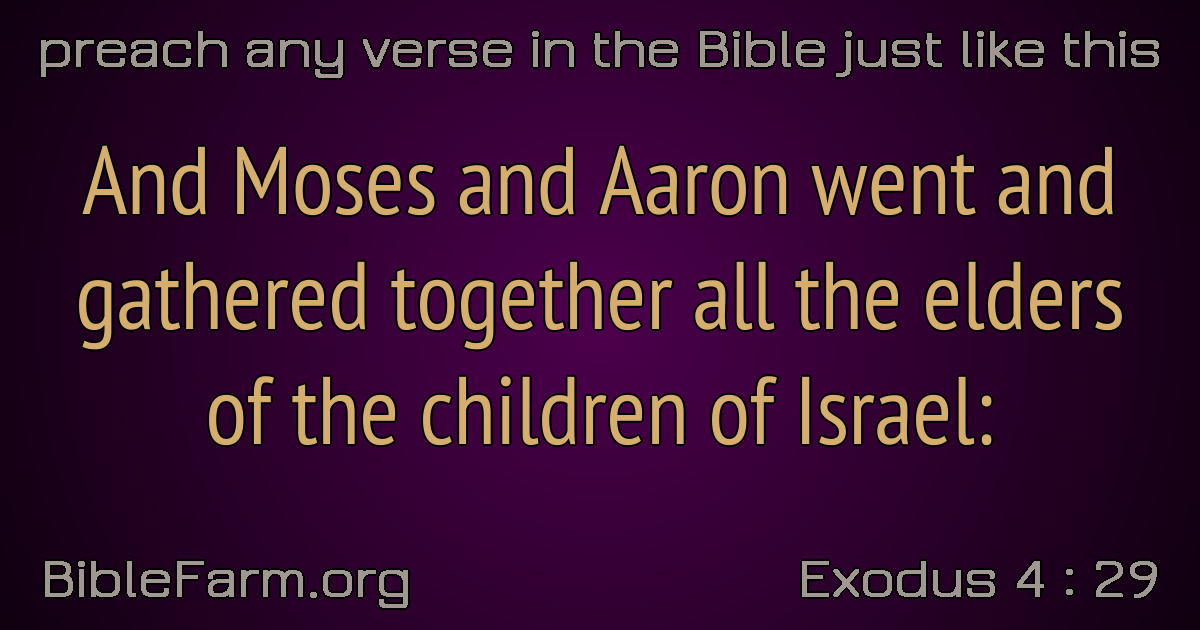 preach any verse in the Bible just like this
And Moses and Aaron went and
gathered together all the elders
of the children of Israel:
BibleFarm.org
Exodus 4 : 29